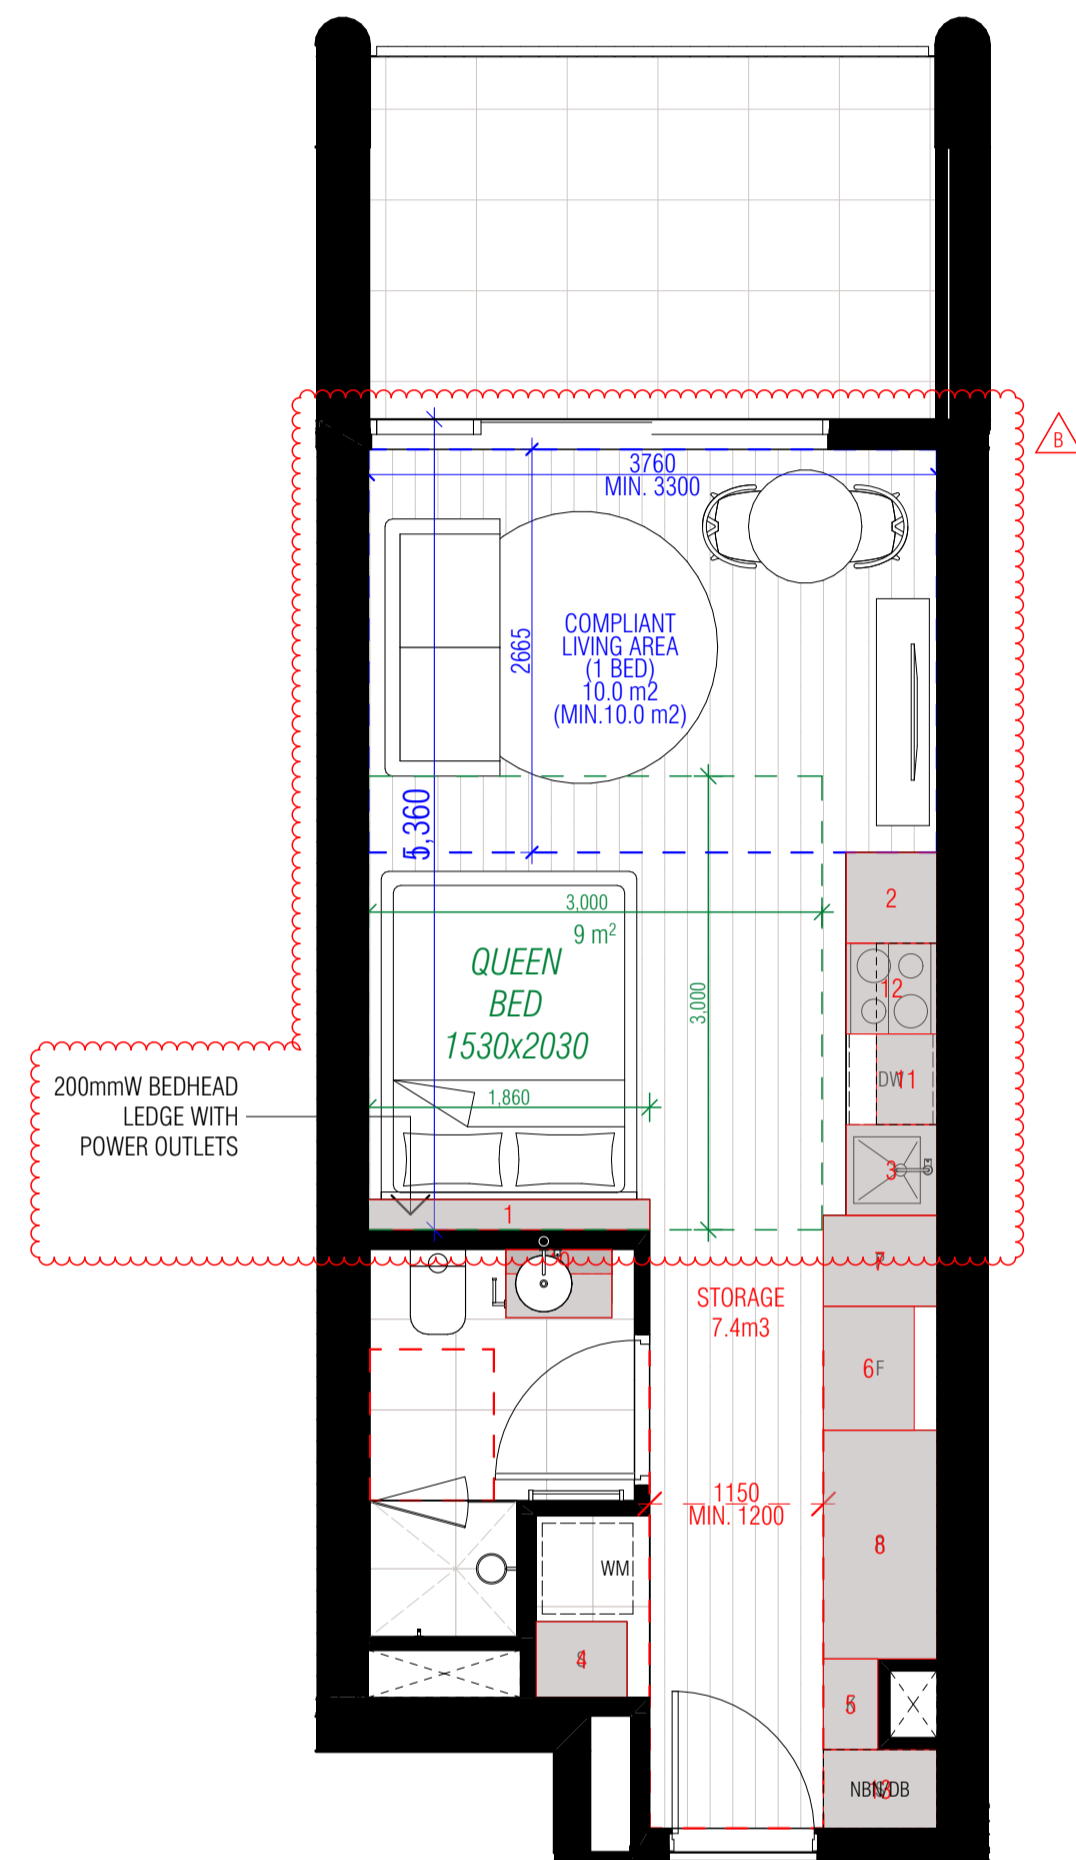 B
3760
MIN. 3300
COMPLIANT
LIVING AREA
(1 BED)
10.0 m2
(MIN.10.0 m2)
2665
5,360
2
3,000
9 m²
QUEEN
BED
1530x2030
3,000
12
DW
11
200mmW BEDHEAD
LEDGE WITH
POWER OUTLETS
1,860
3
1
7
STORAGE
7.4m3
6
F
1150
MIN. 1200
8
WM
4
5
NBN/DB
13